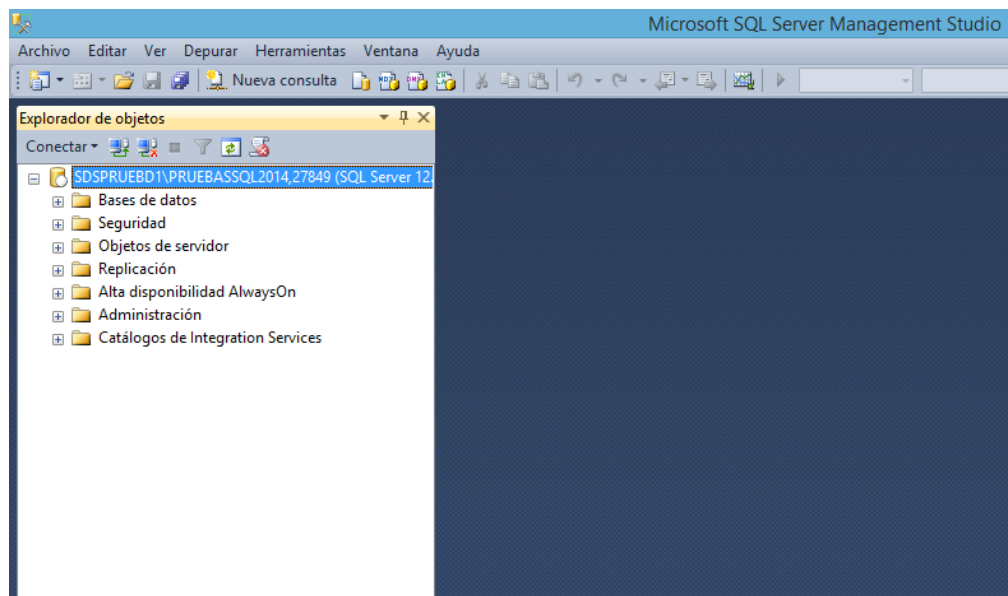 Microsoft SQL Server Management Studio
Archivo Editar Ver Depurar Herramientas Ventana Ayuda
Nueva consulta
Explorador de objetos
Conectar
SDSPRUEBD1\PRUEBASSQL2014,27849 (SQL Server 12.
Bases de datos
Seguridad
Objetos de servidor
Replicación
Alta disponibilidad AlwaysOn
Administración
Catálogos de Integration Services